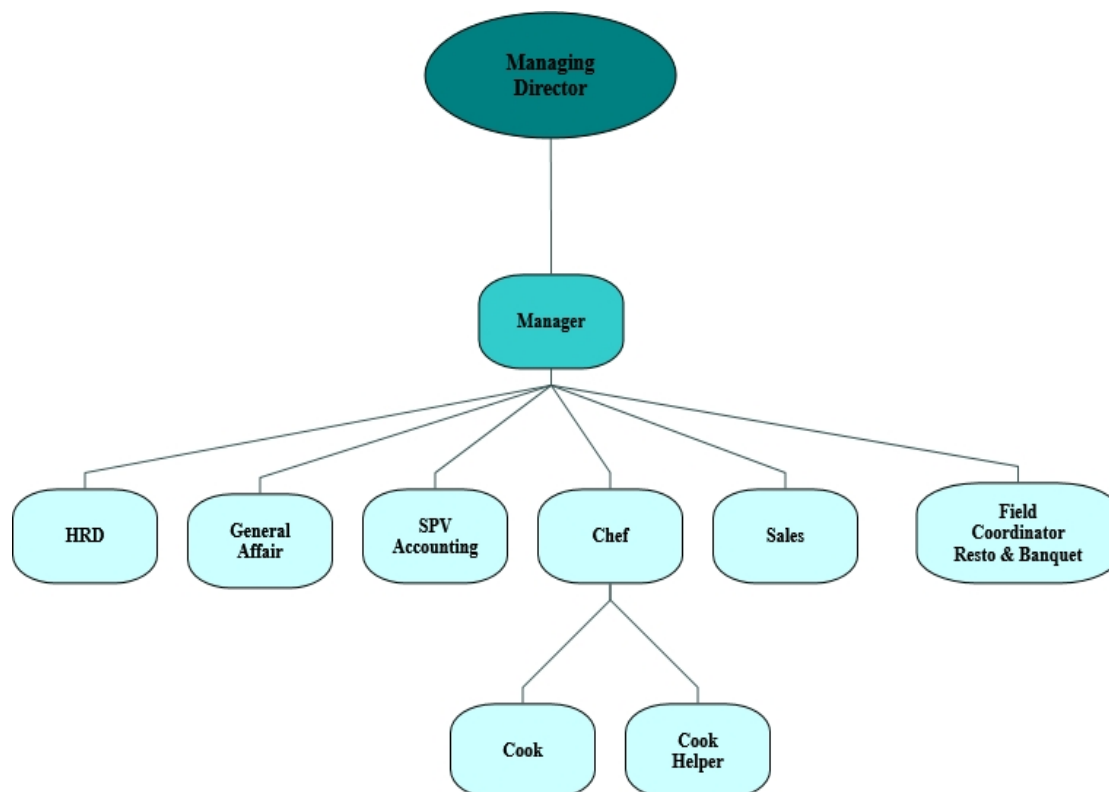 Managing
Director
Manager
HRD
General
Affair
SPV
Accounting
Chef
Sales
Field
Coordinator
Resto & Banquet
Cook
Cook
Helper